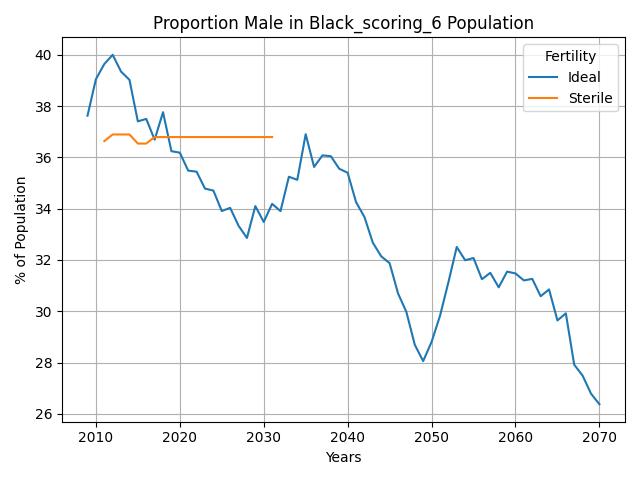 Proportion Male in Black_scoring_6 Population
Fertility
Ideal
Sterile
% of Population
40
38
36
34
32
30
28
26
2010 2020 2030 2040 2050 2060 2070
Years